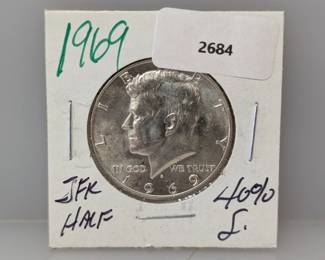 1969
2684
LIBERTY
IN GOD WE TRUST
1969
JFK
HALF
40%
S.